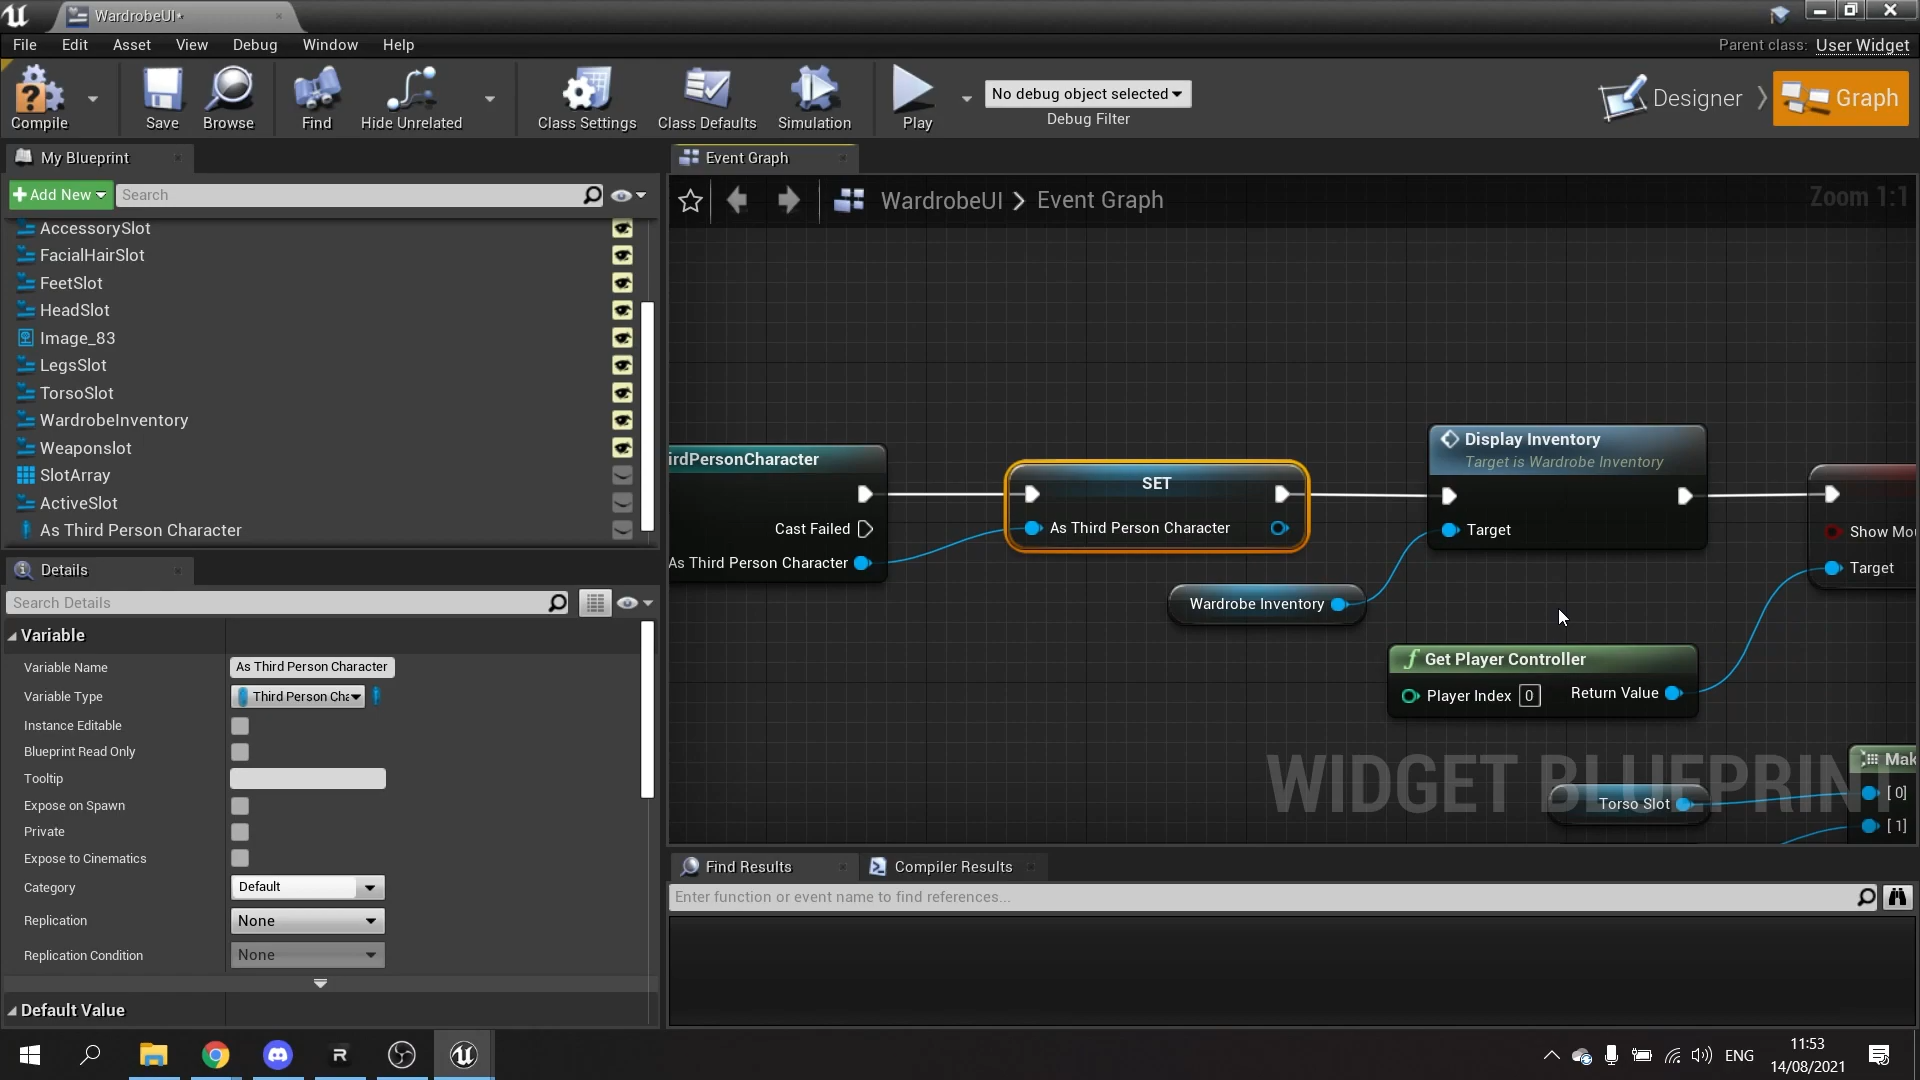 WardrobeUI*
File Edit Asset View Debug Window Help
Parent class: User Widget
Compile
Save
Browse
Find
Hide Unrelated
Class Settings
Class Defaults
Simulation
Play
No debug object selected
Debug Filter
Designer
Graph
My Blueprint
Add New
Search
AccessorySlot
FacialHairSlot
FeetSlot
HeadSlot
Image_83
LegsSlot
TorsoSlot
WardrobeInventory
Weaponslot
SlotArray
ActiveSlot
As Third Person Character
Details
Search Details
Variable
Variable Name As Third Person Character
Variable Type Third Person Cha
Instance Editable
Blueprint Read Only
Tooltip
Expose on Spawn
Private
Expose to Cinematics
Category Default
Replication None
Replication Condition None
Default Value
Event Graph
WardrobeUI > Event Graph
Zoom 1:1
irdPersonCharacter
Cast Failed
As Third Person Character
SET
As Third Person Character
Display Inventory
Target is Wardrobe Inventory
Target
Show Mou
Target
Wardrobe Inventory
f Get Player Controller
Player Index 0 Return Value
WIDGET BLUEPRINT
Mak
Torso Slot
[ 0]
[ 1]
Find Results
Compiler Results
Enter function or event name to find references...
ENG
11:53
14/08/2021